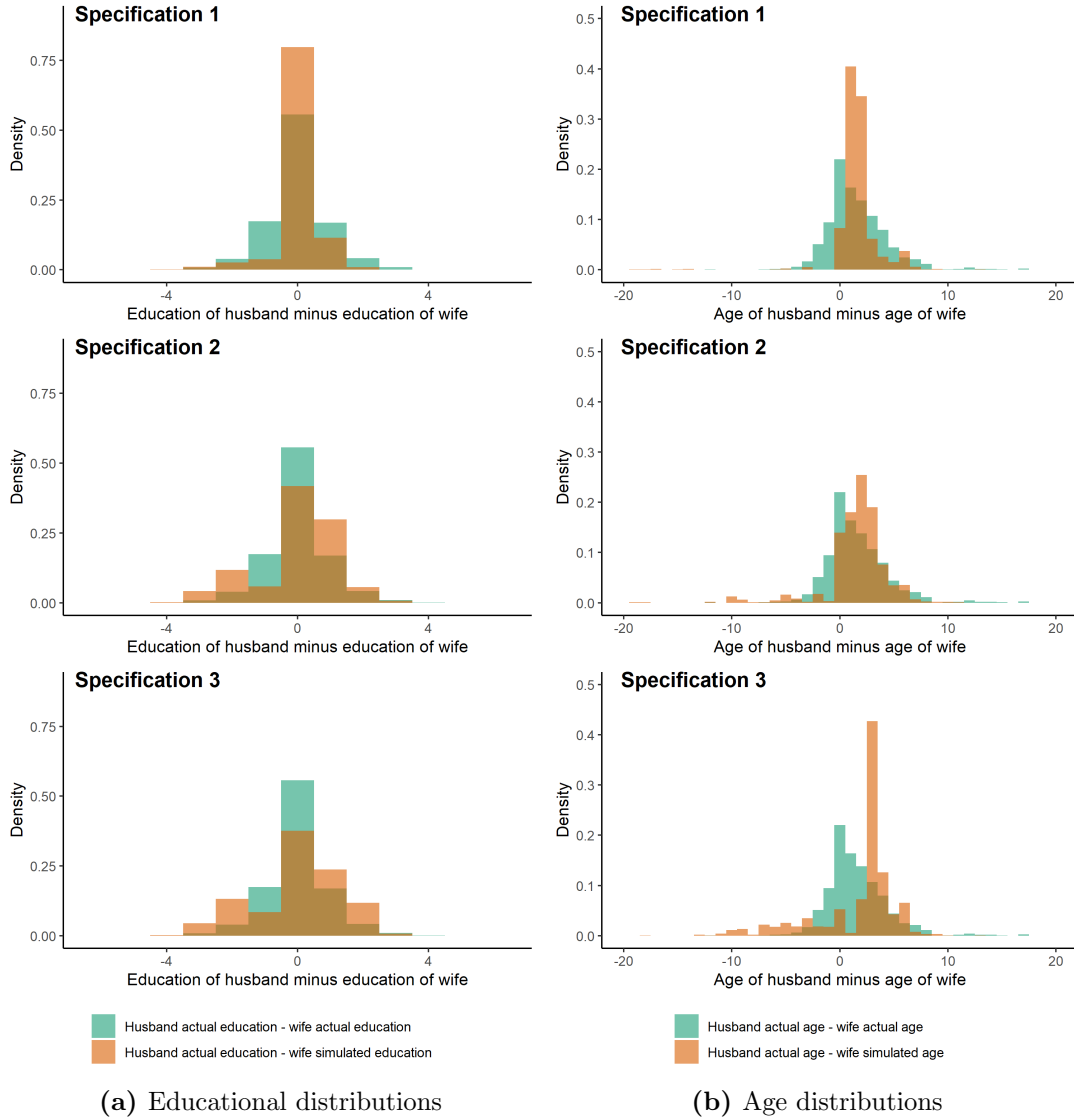 Specification 1
Density
0.75
0.50
0.25
0.00
-4 0 4
Education of husband minus education of wife
Specification 1
Density
0.5
0.4
0.3
0.2
0.1
0.0
-20 -10 0 10 20
Age of husband minus age of wife
Specification 2
Density
0.75
0.50
0.25
0.00
-4 0 4
Education of husband minus education of wife
Specification 2
Density
0.5
0.4
0.3
0.2
0.1
0.0
-20 -10 0 10 20
Age of husband minus age of wife
Specification 3
Density
0.75
0.50
0.25
0.00
-4 0 4
Education of husband minus education of wife
Specification 3
Density
0.5
0.4
0.3
0.2
0.1
0.0
-20 -10 0 10 20
Age of husband minus age of wife
Husband actual education - wife actual education
Husband actual education - wife simulated education
Husband actual age - wife actual age
Husband actual age - wife simulated age
(a) Educational distributions
(b) Age distributions